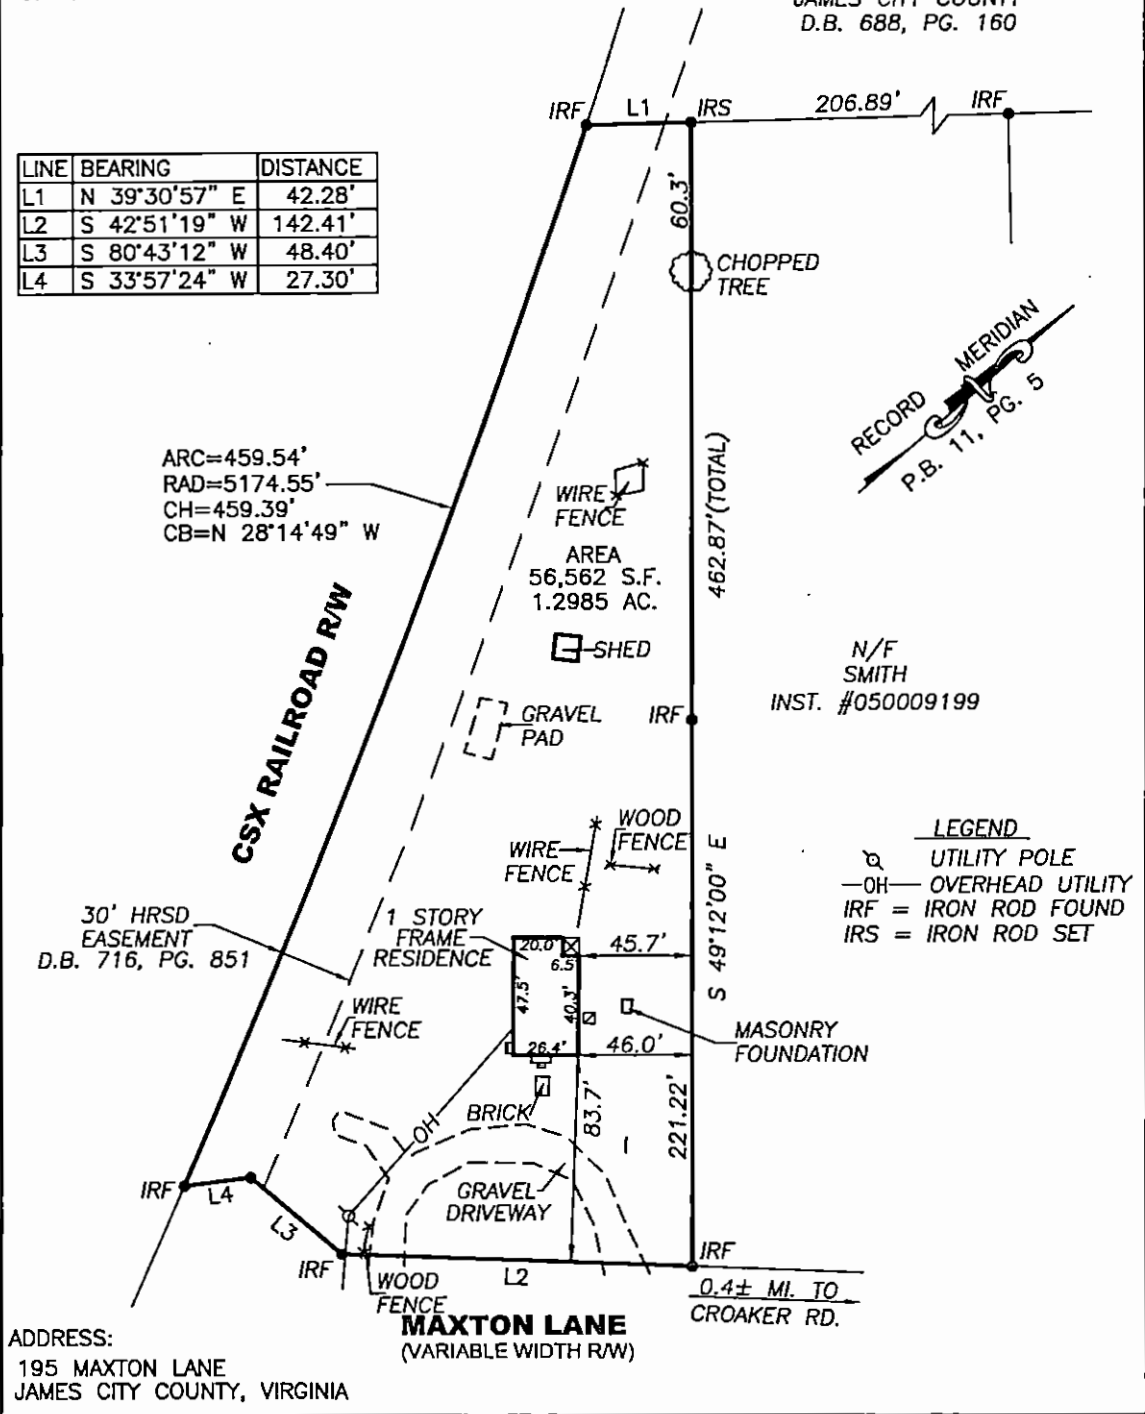 D.B. 688, PG. 160
IRF
L1
IRS
206.89'
IRF
LINE BEARING DISTANCE
L1 N 39°30'57" E 42.28'
L2 S 42°51'19" W 142.41'
L3 S 80°43'12" W 48.40'
L4 S 33°57'24" W 27.30'
60.3'
CHOPPED
TREE
RECORD MERIDIAN
P.B. 11, PG. 5
ARC=459.54'
RAD=5174.55'
CH=459.39'
CB=N 28°14'49" W
WIRE
FENCE
462.87'(TOTAL)
AREA
56,562 S.F.
1.2985 AC.
CSX RAILROAD R/W
SHED
N/F
SMITH
INST. #050009199
GRAVEL
PAD
IRF
WOOD
FENCE
WIRE
FENCE
S 49°12'00" E
LEGEND
UTILITY POLE
—OH— OVERHEAD UTILITY
IRF = IRON ROD FOUND
IRS = IRON ROD SET
30' HRSD
EASEMENT
D.B. 716, PG. 851
1 STORY
FRAME
RESIDENCE
20.0'
6.5'
45.7'
47.5'
40.3'
26.4'
46.0'
WIRE
FENCE
MASONRY
FOUNDATION
BRICK
OH
83.7'
221.22'
GRAVEL
DRIVEWAY
IRF
L4
L3
IRF
L2
IRF
WOOD
FENCE
0.4± MI. TO
CROAKER RD.
MAXTON LANE
(VARIABLE WIDTH R/W)
ADDRESS:
195 MAXTON LANE
JAMES CITY COUNTY, VIRGINIA